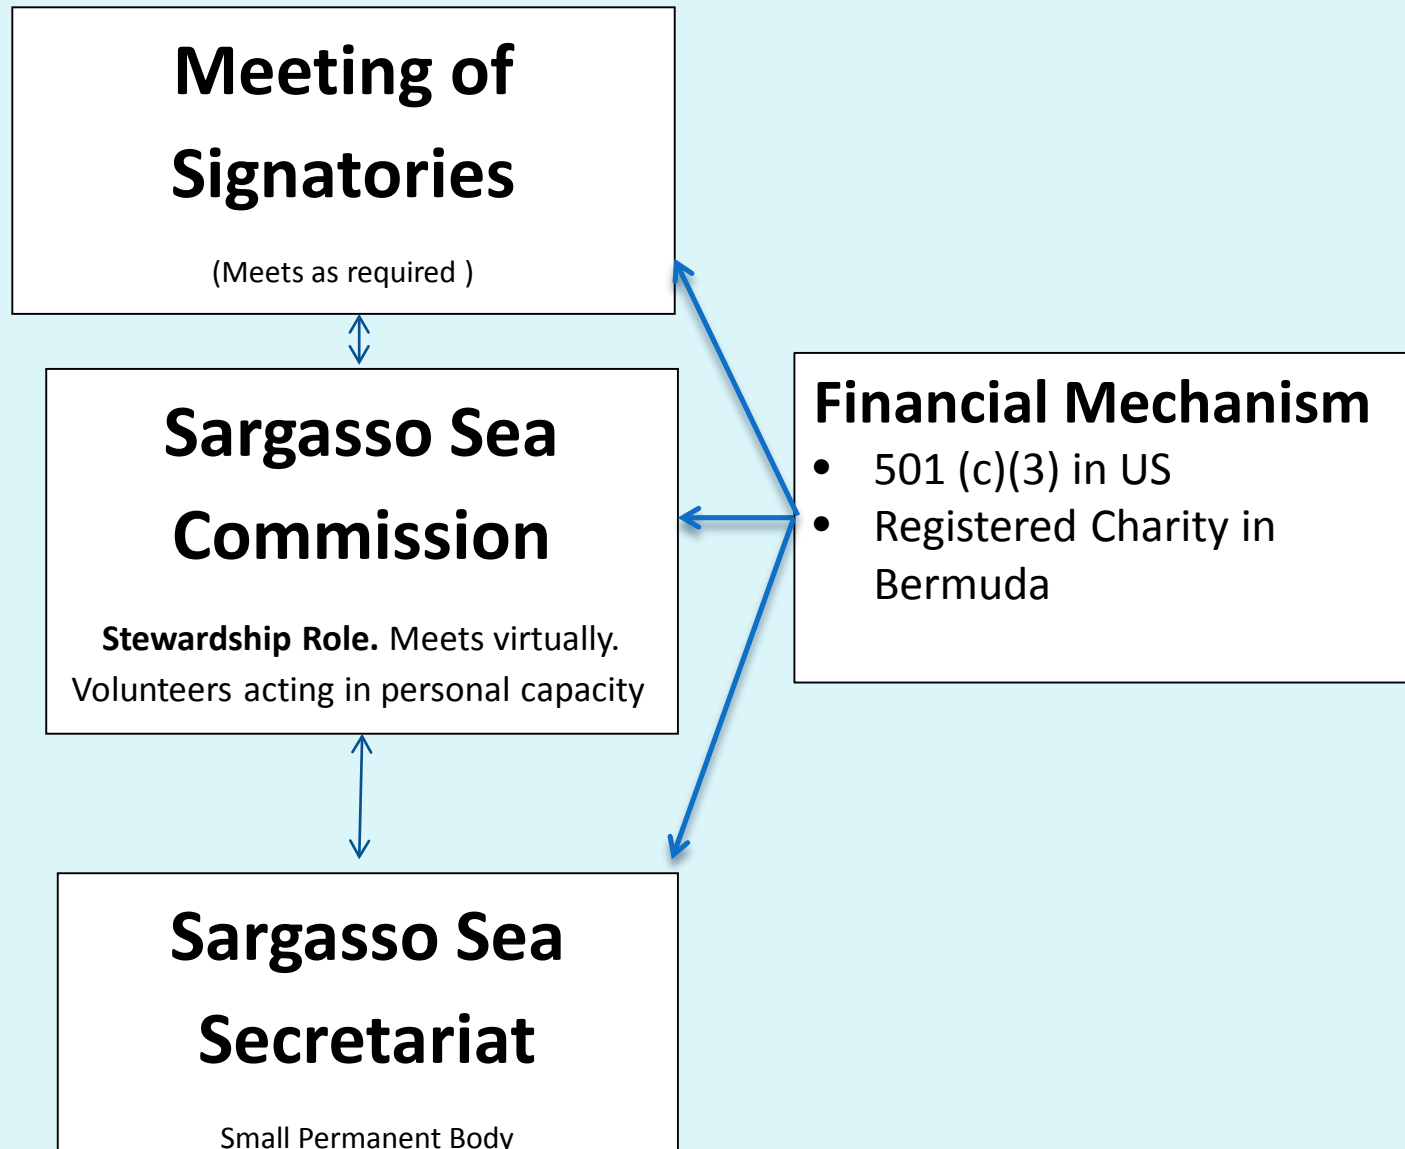 Meeting of
Signatories
(Meets as required )
Sargasso Sea
Commission
Stewardship Role. Meets virtually.
Volunteers acting in personal capacity
Financial Mechanism
• 501 (c)(3) in US
• Registered Charity in
Bermuda
Sargasso Sea
Secretariat
Small Permanent Body